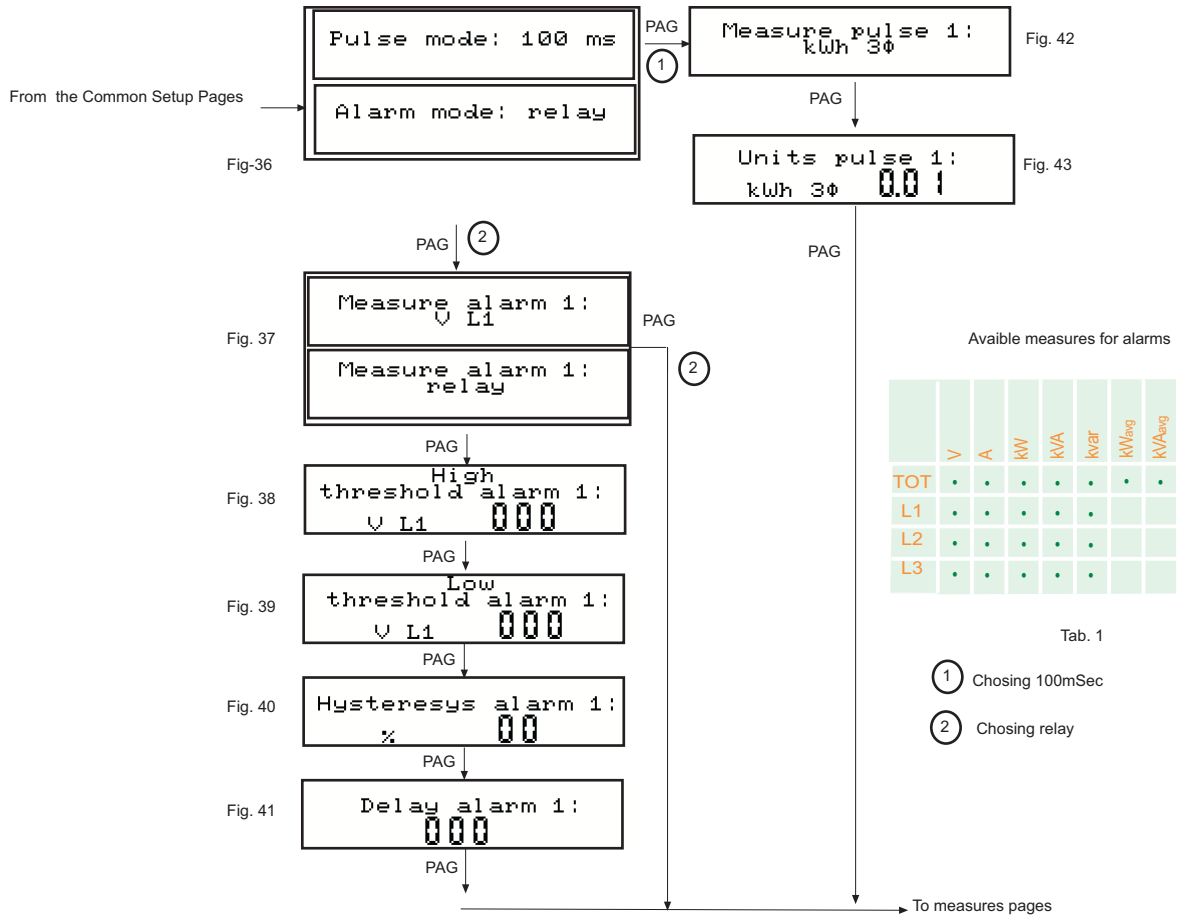 Pulse mode: 100 ms
Alarm mode: relay
From the Common Setup Pages
Fig-36
PAG
1
Measure pulse 1:
kWh 3Φ
Fig. 42
PAG
Units pulse 1:
kWh 3Φ 0.01
Fig. 43
PAG
PAG
2
Measure alarm 1:
V L1
Measure alarm 1:
relay
Fig. 37
PAG
2
PAG
High
threshold alarm 1:
V L1 000
Fig. 38
PAG
Low
threshold alarm 1:
V L1 000
Fig. 39
PAG
Hysteresys alarm 1:
% 00
Fig. 40
PAG
Delay alarm 1:
000
Fig. 41
PAG
To measures pages
Avaible measures for alarms
V A kW kVA kvar kWavg kVAavg
TOT
L1
L2
L3
Tab. 1
1 Chosing 100mSec
2 Chosing relay